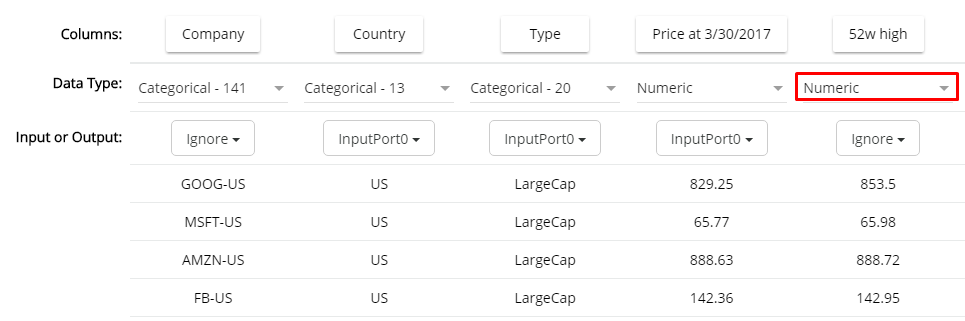 Columns: Company Country Type Price at 3/30/2017 52w high
Data Type: Categorical - 141 Categorical - 13 Categorical - 20 Numeric Numeric
Input or Output: Ignore InputPort0 InputPort0 InputPort0 Ignore
GOOG-US US LargeCap 829.25 853.5
MSFT-US US LargeCap 65.77 65.98
AMZN-US US LargeCap 888.63 888.72
FB-US US LargeCap 142.36 142.95